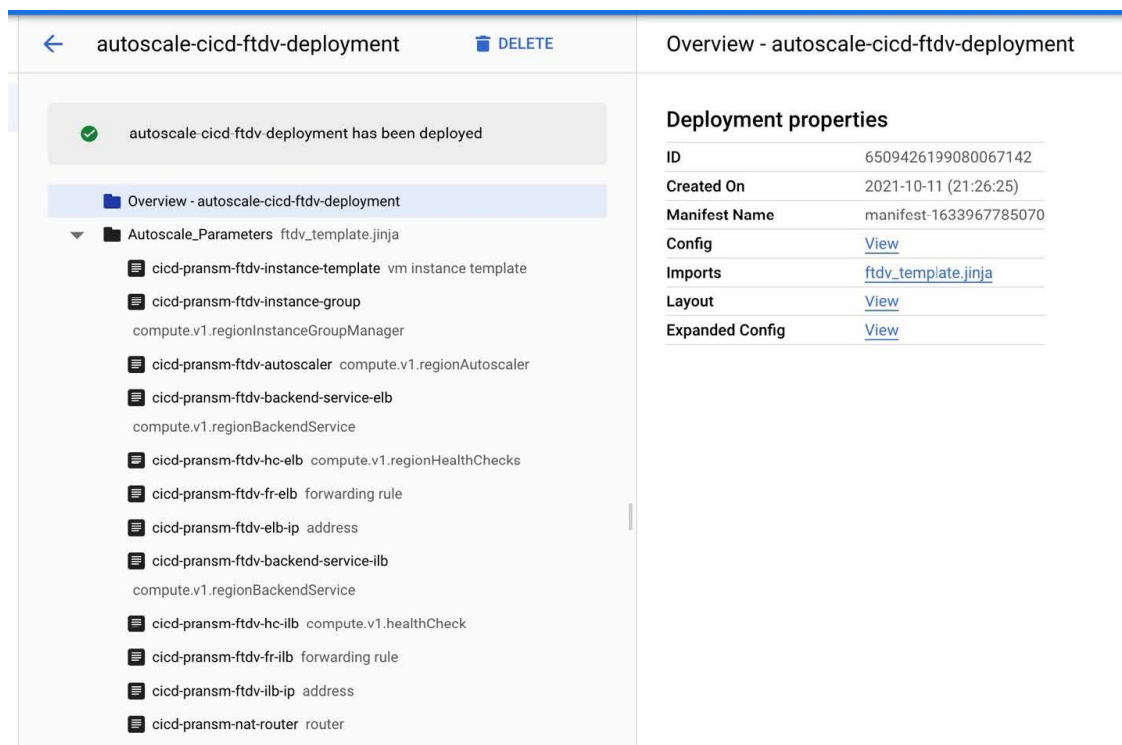 autoscale-cicd-ftdv-deployment
DELETE
autoscale-cicd-ftdv-deployment has been deployed
Overview - autoscale-cicd-ftdv-deployment
Autoscale_Parameters ftdv_template.jinja
cicd-pransm-ftdv-instance-template vm instance template
cicd-pransm-ftdv-instance-group
compute.v1.regionInstanceGroupManager
cicd-pransm-ftdv-autoscaler compute.v1.regionAutoscaler
cicd-pransm-ftdv-backend-service-elb
compute.v1.regionBackendService
cicd-pransm-ftdv-hc-elb compute.v1.regionHealthChecks
cicd-pransm-ftdv-fr-elb forwarding rule
cicd-pransm-ftdv-elb-ip address
cicd-pransm-ftdv-backend-service-ilb
compute.v1.regionBackendService
cicd-pransm-ftdv-hc-ilb compute.v1.healthCheck
cicd-pransm-ftdv-fr-ilb forwarding rule
cicd-pransm-ftdv-ilb-ip address
cicd-pransm-nat-router router
Overview - autoscale-cicd-ftdv-deployment
Deployment properties
ID 6509426199080067142
Created On 2021-10-11 (21:26:25)
Manifest Name manifest-1633967785070
Config View
Imports ftdv_template.jinja
Layout View
Expanded Config View